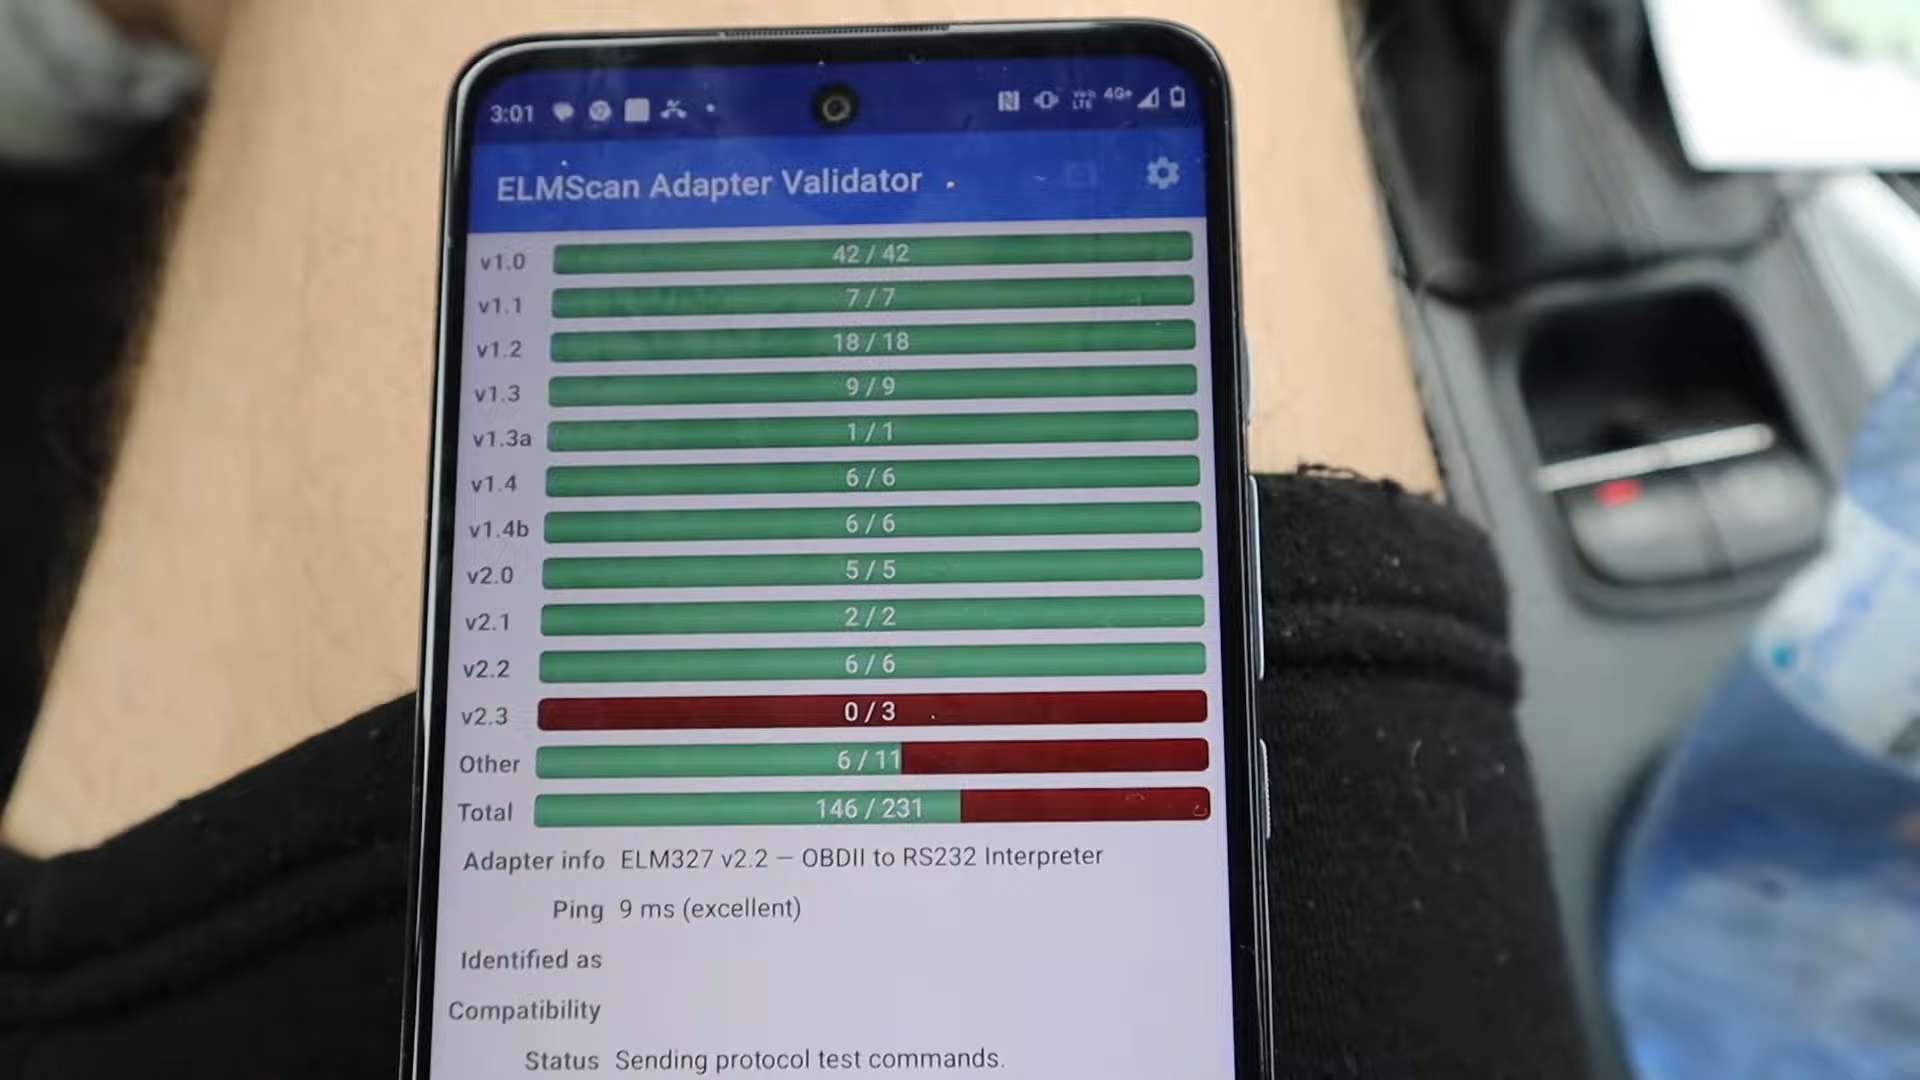 3:01 VoLTE 4G+
ELMScan Adapter Validator
v1.0 42 / 42
v1.1 7 / 7
v1.2 18 / 18
v1.3 9 / 9
v1.3a 1 / 1
v1.4 6 / 6
v1.4b 6 / 6
v2.0 5 / 5
v2.1 2 / 2
v2.2 6 / 6
v2.3 0 / 3
Other 6 / 11
Total 146 / 231
Adapter info ELM327 v2.2 – OBDII to RS232 Interpreter
Ping 9 ms (excellent)
Identified as
Compatibility
Status Sending protocol test commands.